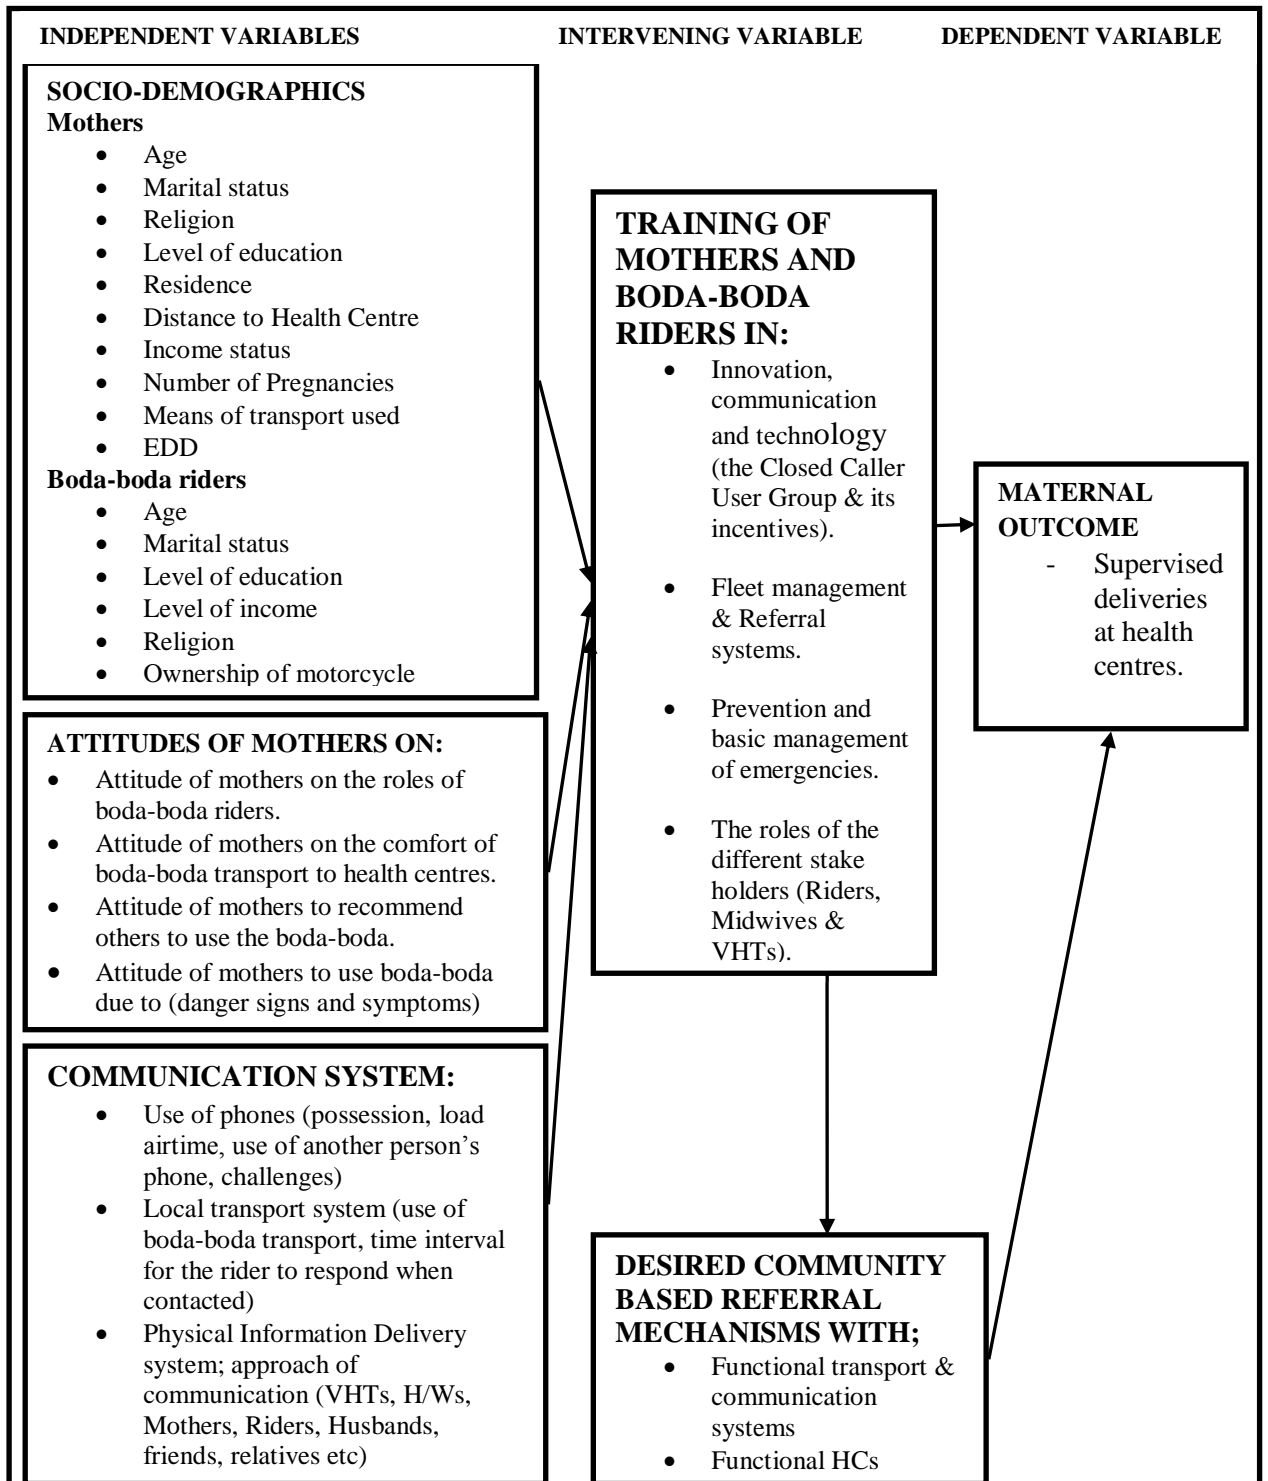 INDEPENDENT VARIABLES
INTERVENING VARIABLE
DEPENDENT VARIABLE
SOCIO-DEMOGRAPHICS
Mothers
• Age
• Marital status
• Religion
• Level of education
• Residence
• Distance to Health Centre
• Income status
• Number of Pregnancies
• Means of transport used
• EDD
Boda-boda riders
• Age
• Marital status
• Level of education
• Level of income
• Religion
• Ownership of motorcycle
ATTITUDES OF MOTHERS ON:
• Attitude of mothers on the roles of
boda-boda riders.
• Attitude of mothers on the comfort of
boda-boda transport to health centres.
• Attitude of mothers to recommend
others to use the boda-boda.
• Attitude of mothers to use boda-boda
due to (danger signs and symptoms)
COMMUNICATION SYSTEM:
• Use of phones (possession, load
airtime, use of another person’s
phone, challenges)
• Local transport system (use of
boda-boda transport, time interval
for the rider to respond when
contacted)
• Physical Information Delivery
system; approach of
communication (VHTs, H/Ws,
Mothers, Riders, Husbands,
friends, relatives etc)
TRAINING OF
MOTHERS AND
BODA-BODA
RIDERS IN:
• Innovation,
communication
and technology
(the Closed Caller
User Group & its
incentives).
• Fleet management
& Referral
systems.
• Prevention and
basic management
of emergencies.
• The roles of the
different stake
holders (Riders,
Midwives &
VHTs).
DESIRED COMMUNITY
BASED REFERRAL
MECHANISMS WITH;
• Functional transport &
communication
systems
• Functional HCs
MATERNAL
OUTCOME
- Supervised
deliveries
at health
centres.